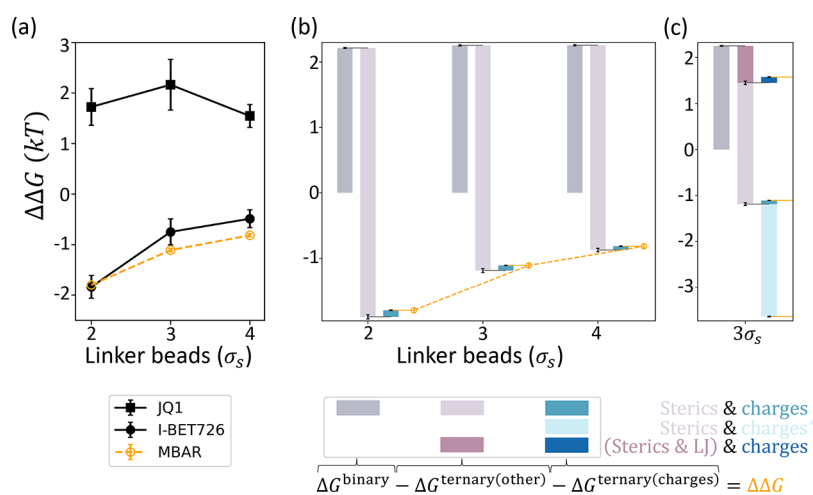 (a)
(b)
(c)
3
2
1
0
-1
-2
ΔΔG (kT)
2 3 4
Linker beads (σs)
2
1
0
-1
2 3 4
Linker beads (σs)
2
1
0
-1
-2
-3
3σs
JQ1
I-BET726
MBAR
Sterics & charges
Sterics & charges'
(Sterics & LJ) & charges
ΔG^binary − ΔG^ternary(other) − ΔG^ternary(charges) = ΔΔG